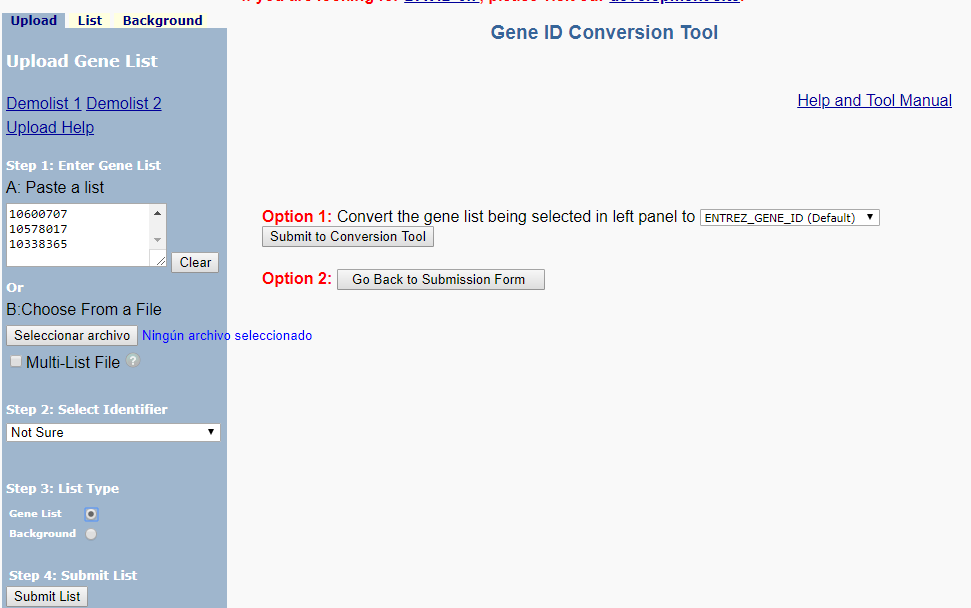 Upload List Background
Upload Gene List
Demolist 1 Demolist 2
Upload Help
Step 1: Enter Gene List
A: Paste a list
10600707
10578017
10338365
Clear
Or
B:Choose From a File
Seleccionar archivo Ningún archivo seleccionado
Multi-List File ?
Step 2: Select Identifier
Not Sure
Step 3: List Type
Gene List
Background
Step 4: Submit List
Submit List
Gene ID Conversion Tool
Help and Tool Manual
Option 1: Convert the gene list being selected in left panel to ENTREZ_GENE_ID (Default)
Submit to Conversion Tool
Option 2: Go Back to Submission Form